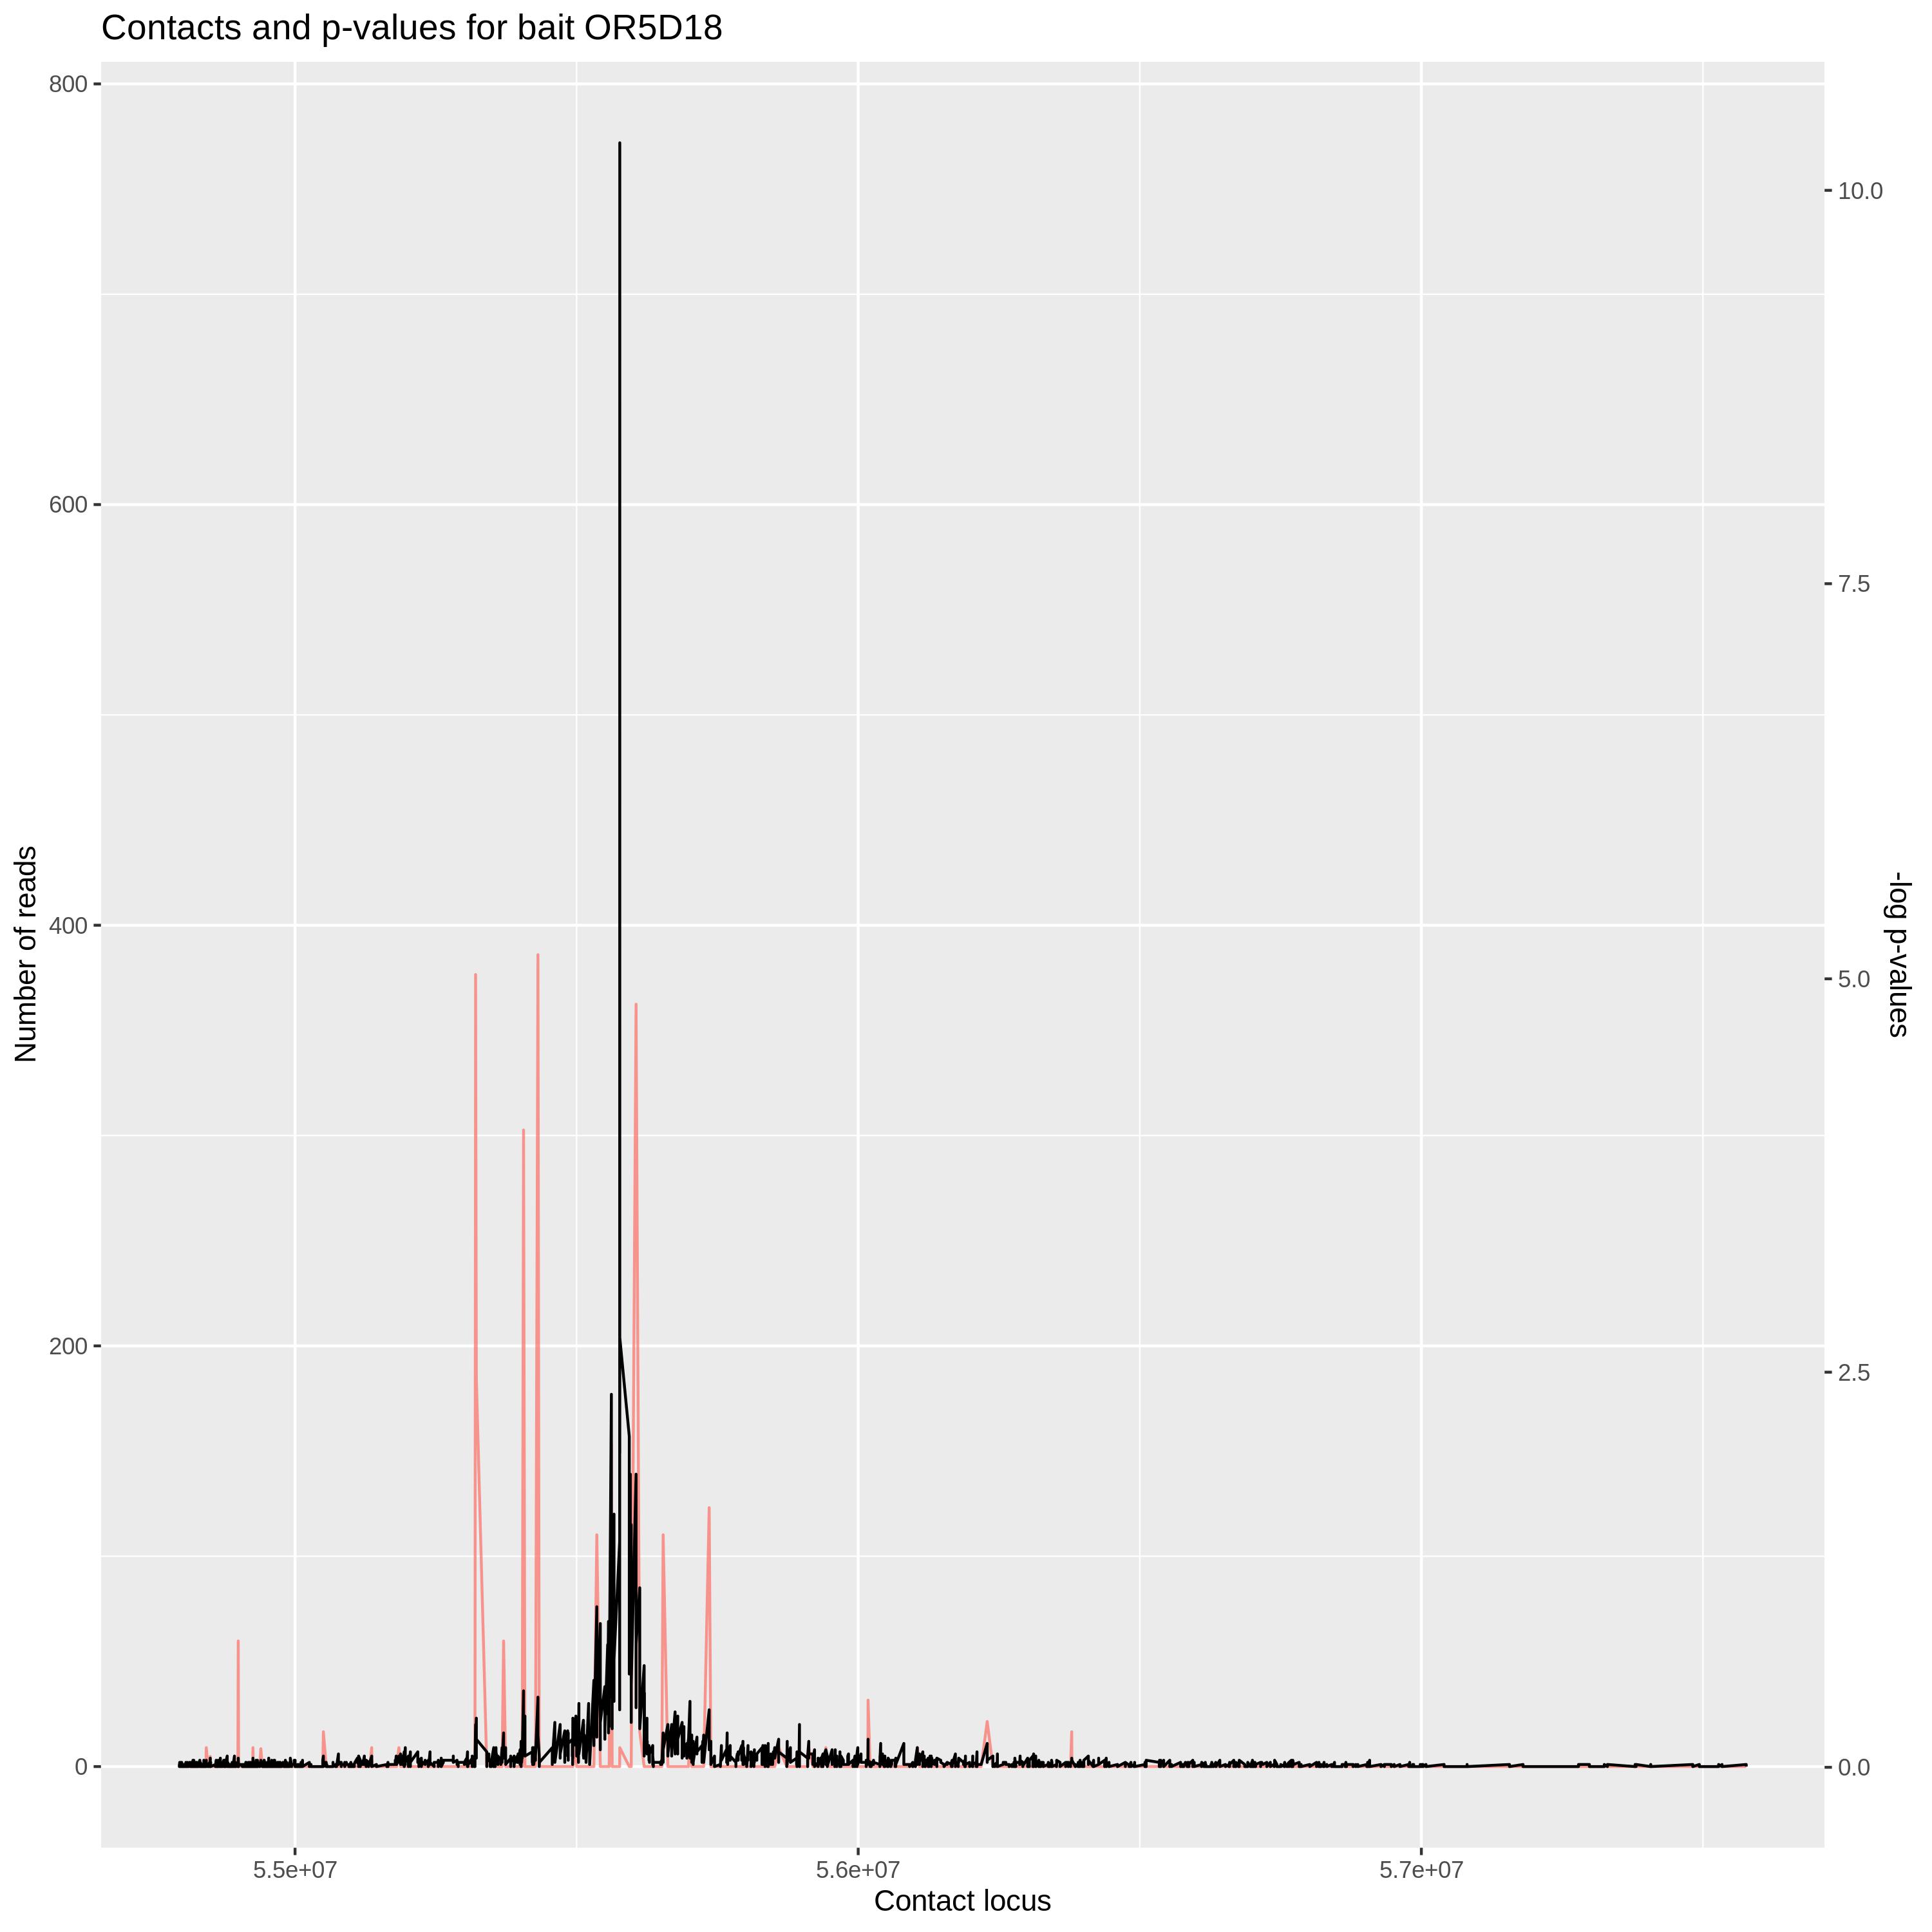 Contacts and p-values for bait OR5D18
800
600
400
200
0
Number of reads
10.0
7.5
5.0
2.5
0.0
-log p-values
5.5e+07
5.6e+07
5.7e+07
Contact locus